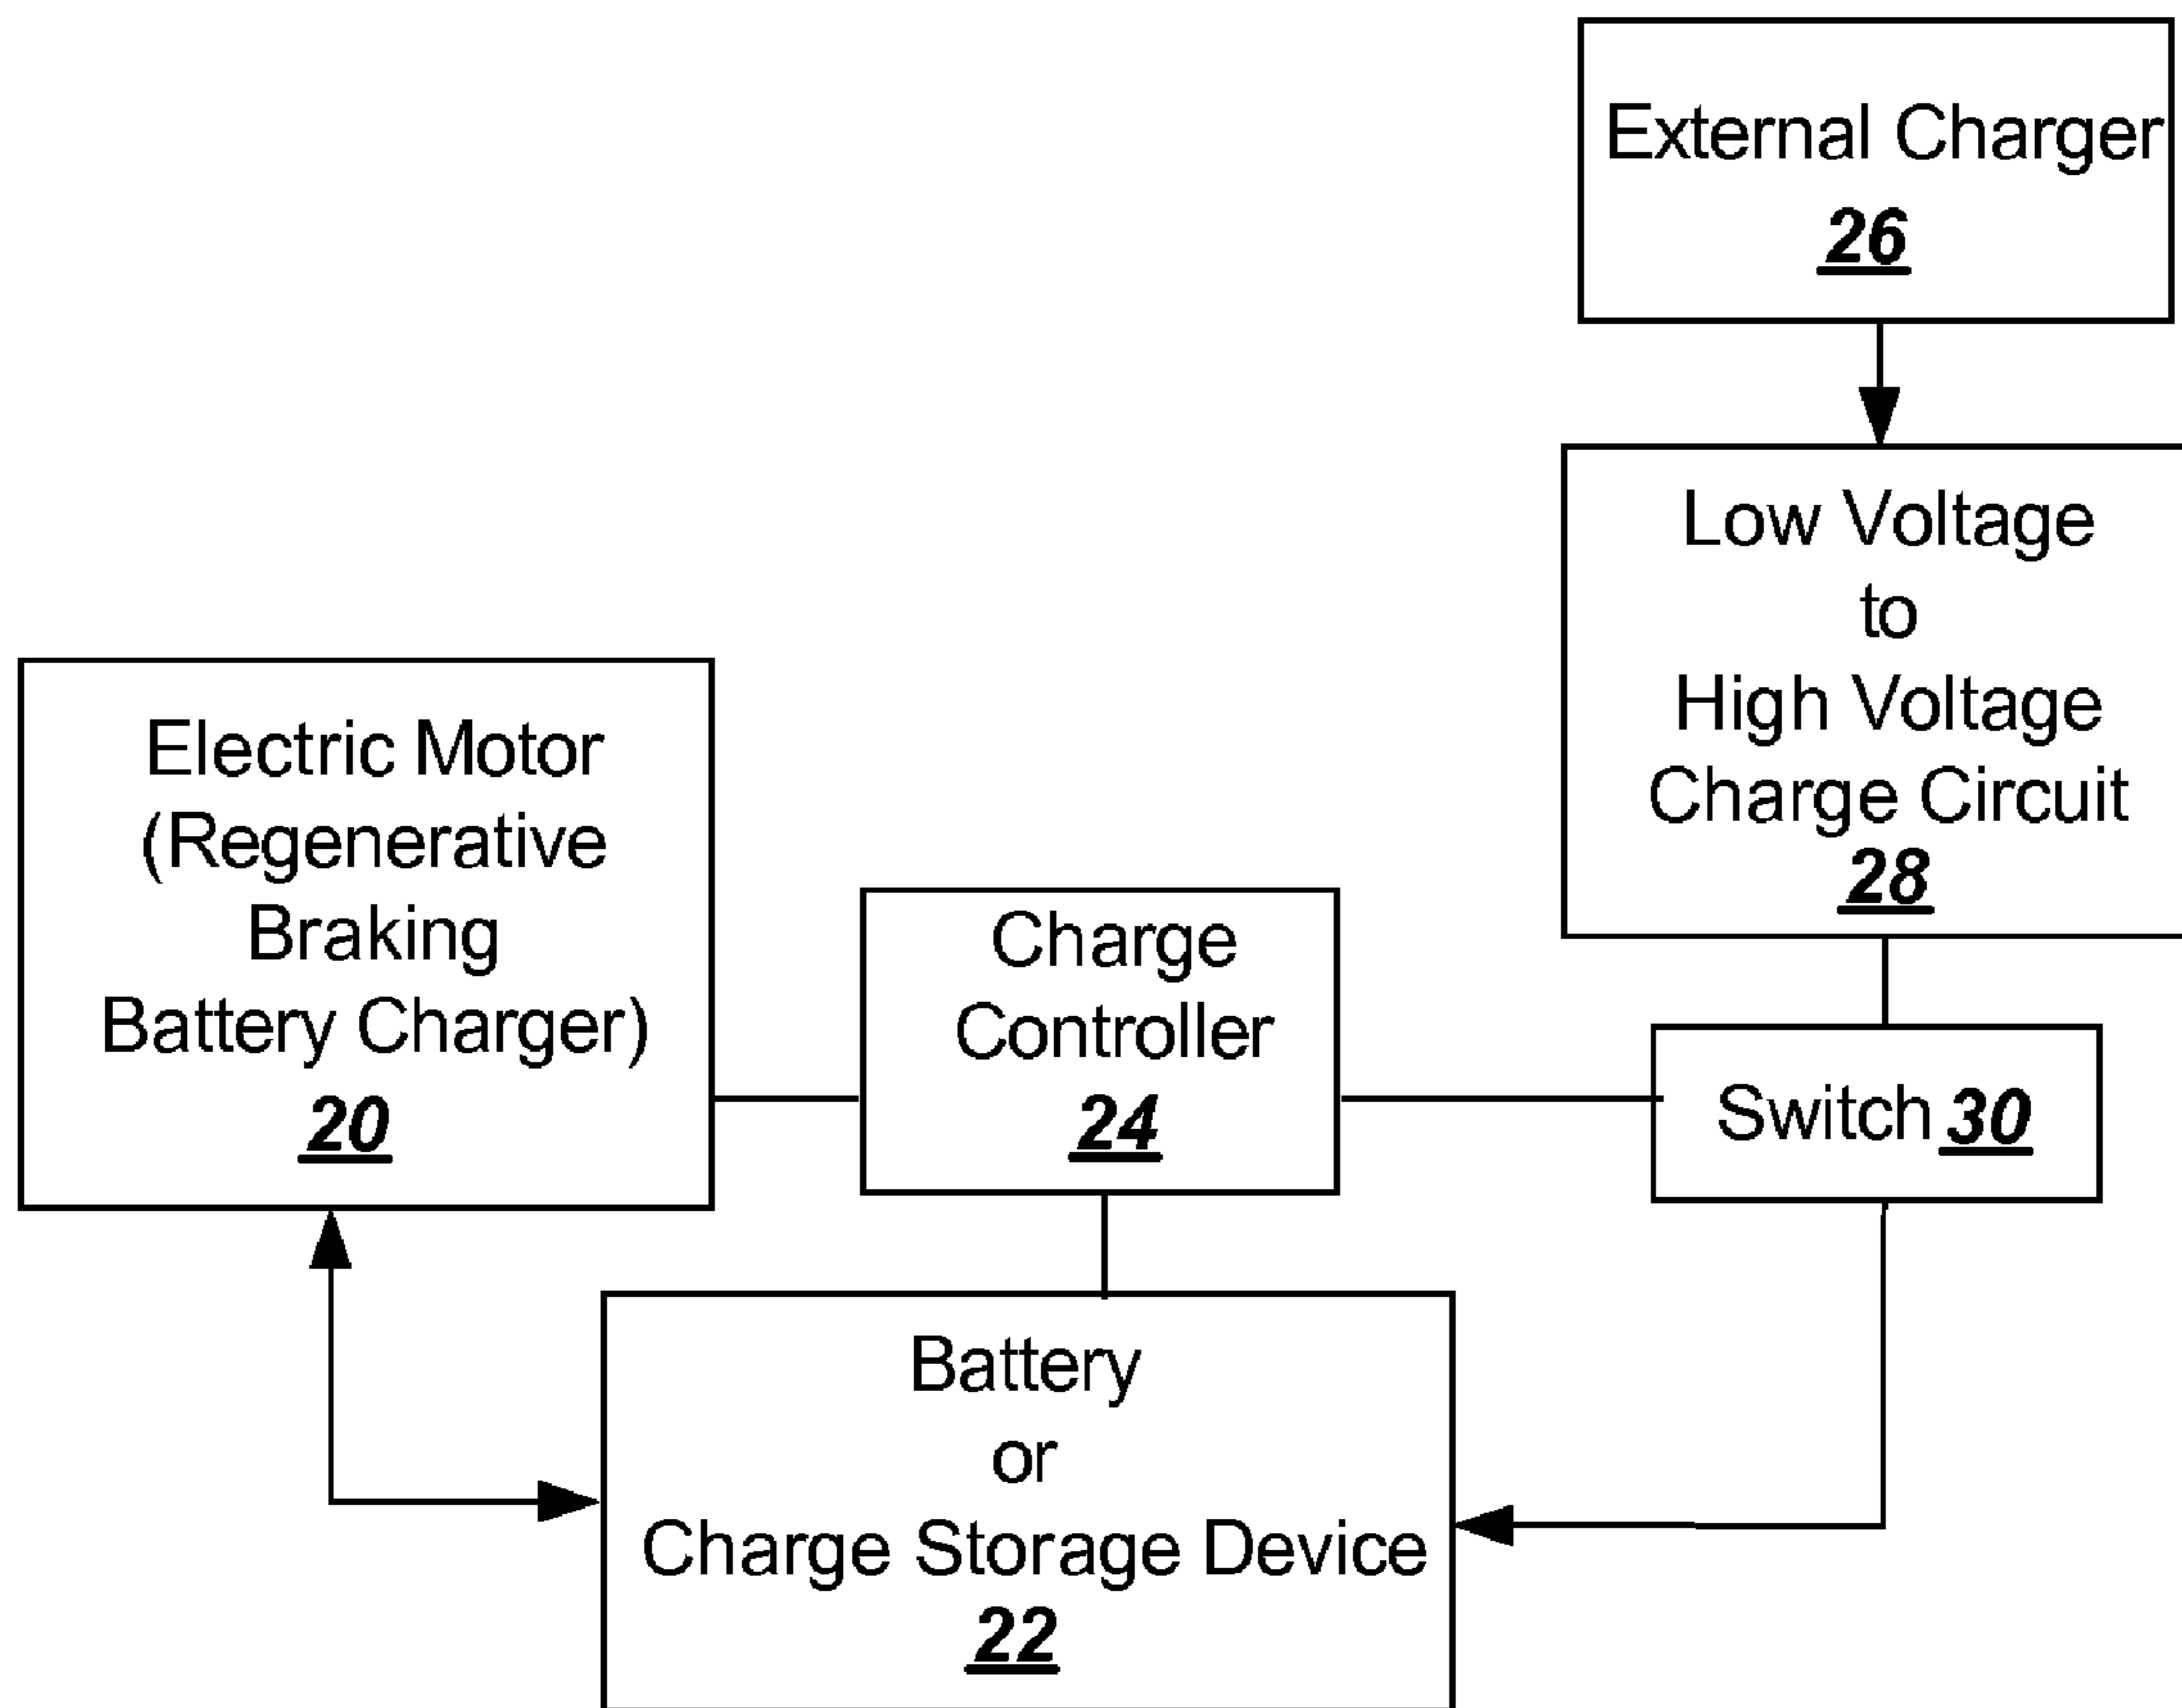 External Charger
26
Low Voltage
to
High Voltage
Charge Circuit
28
Electric Motor
(Regenerative
Braking
Battery Charger)
20
Charge
Controller
24
Switch 30
Battery
or
Charge Storage Device
22